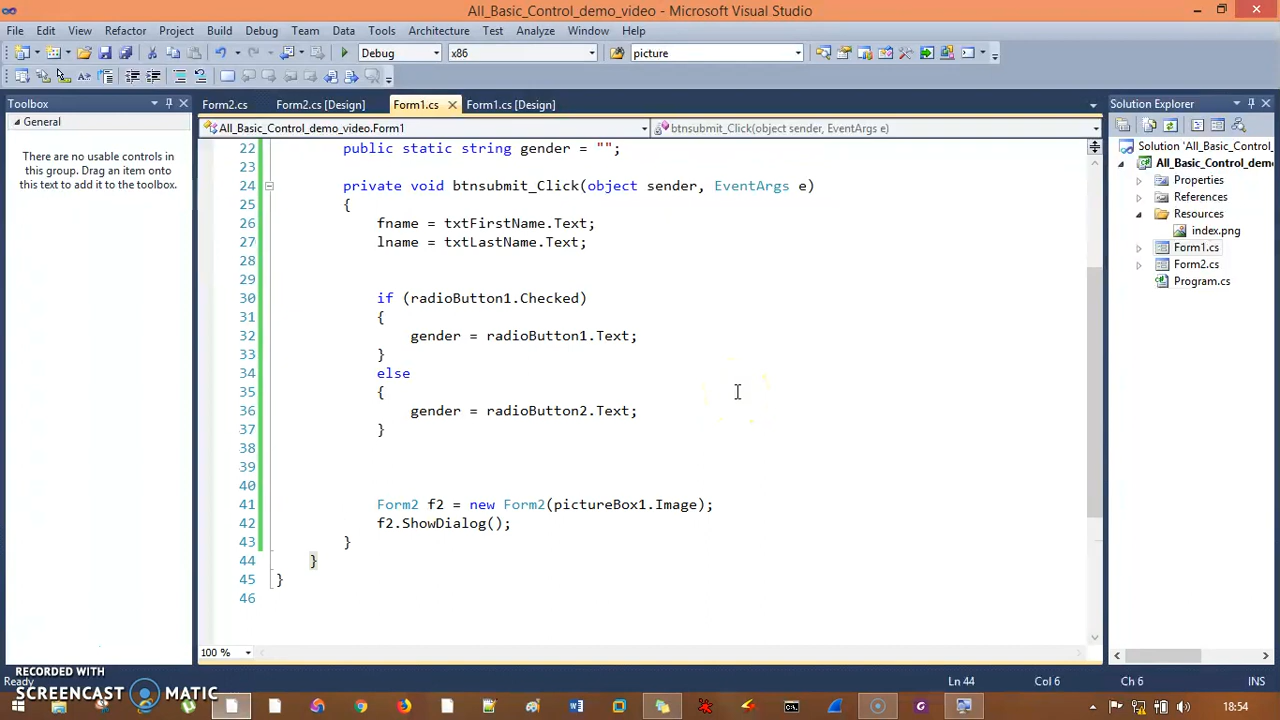 All_Basic_Control_demo_video - Microsoft Visual Studio
File Edit View Refactor Project Build Debug Team Data Tools Architecture Test Analyze Window Help
Debug x86 picture
Toolbox
Form2.cs Form2.cs [Design] Form1.cs Form1.cs [Design]
Solution Explorer
General
All_Basic_Control_demo_video.Form1
btnsubmit_Click(object sender, EventArgs e)
There are no usable controls in this group. Drag an item onto this text to add it to the toolbox.
22 public static string gender = "";
23
24 private void btnsubmit_Click(object sender, EventArgs e)
25 {
26 fname = txtFirstName.Text;
27 lname = txtLastName.Text;
28
29
30 if (radioButton1.Checked)
31 {
32 gender = radioButton1.Text;
33 }
34 else
35 {
36 gender = radioButton2.Text;
37 }
38
39
40
41 Form2 f2 = new Form2(pictureBox1.Image);
42 f2.ShowDialog();
43 }
44 }
45 }
46
Solution 'All_Basic_Control_
All_Basic_Control_demo
Properties
References
Resources
index.png
Form1.cs
Form2.cs
Program.cs
100 %
RECORDED WITH
SCREENCAST MATIC
Ready
Ln 44 Col 6 Ch 6 INS
18:54